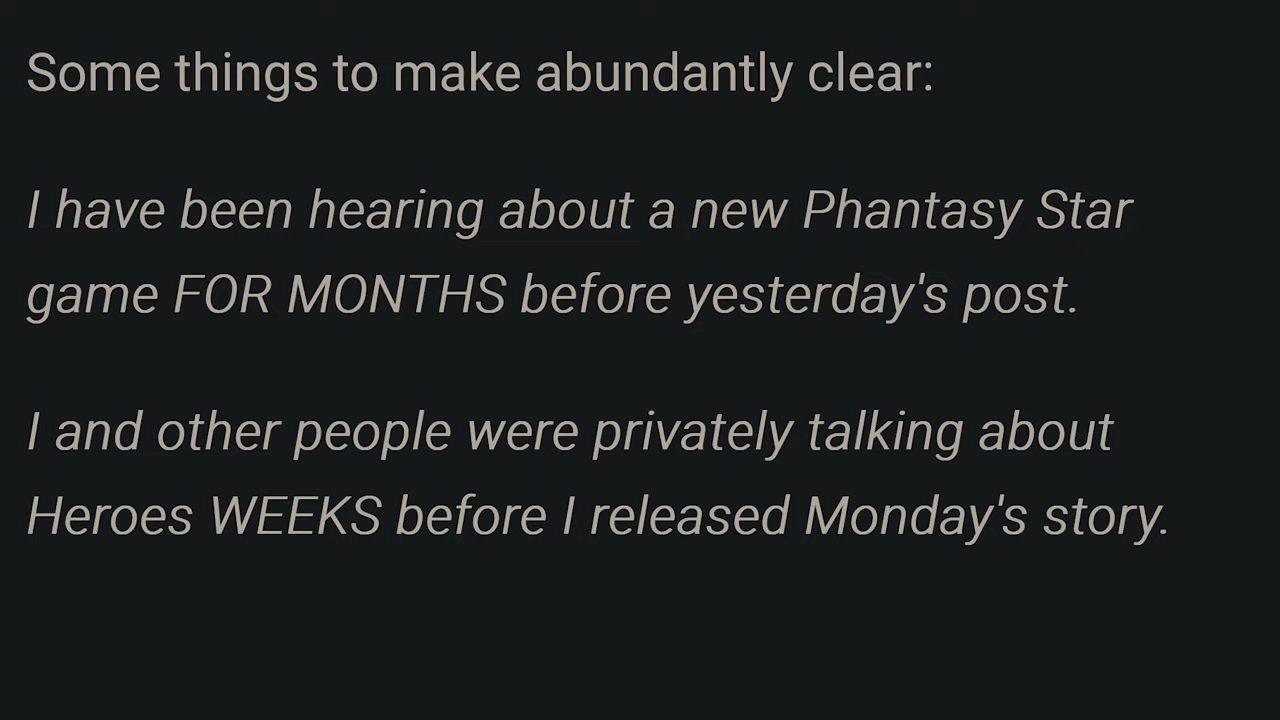 Some things to make abundantly clear:
I have been hearing about a new Phantasy Star
game FOR MONTHS before yesterday's post.
I and other people were privately talking about
Heroes WEEKS before I released Monday's story.